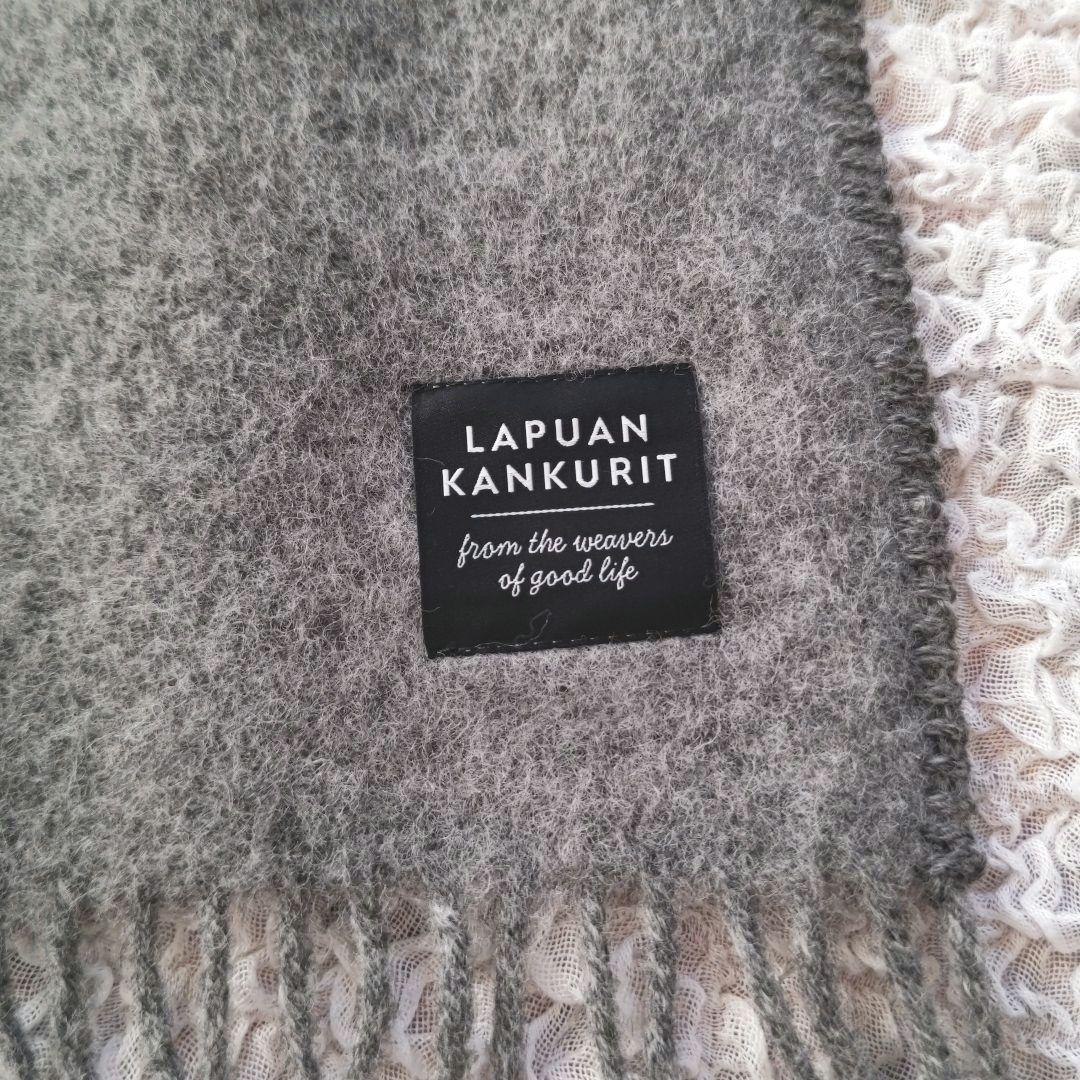 LAPUAN
KANKURIT
from the weavers
of good life